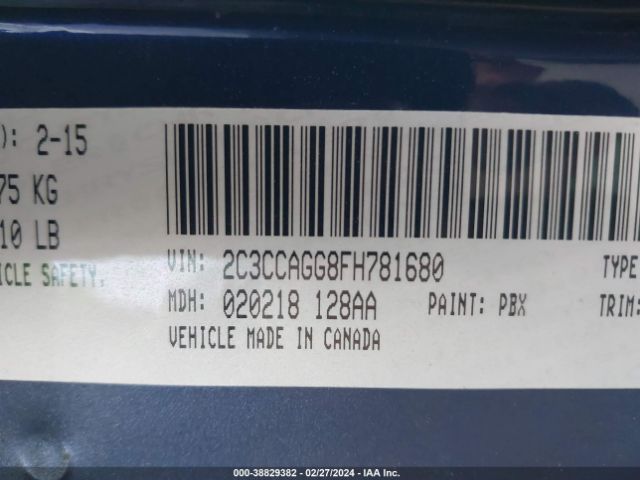 ): 2-15
75 KG
10 LB
ICLE SAFETY.
VIN: 2C3CCAGG8FH781680 TYPE
MDH: 020218 128AA PAINT: PBX TRIM:
VEHICLE MADE IN CANADA
000-38829382 | 02/27/2024 - IAA Inc.